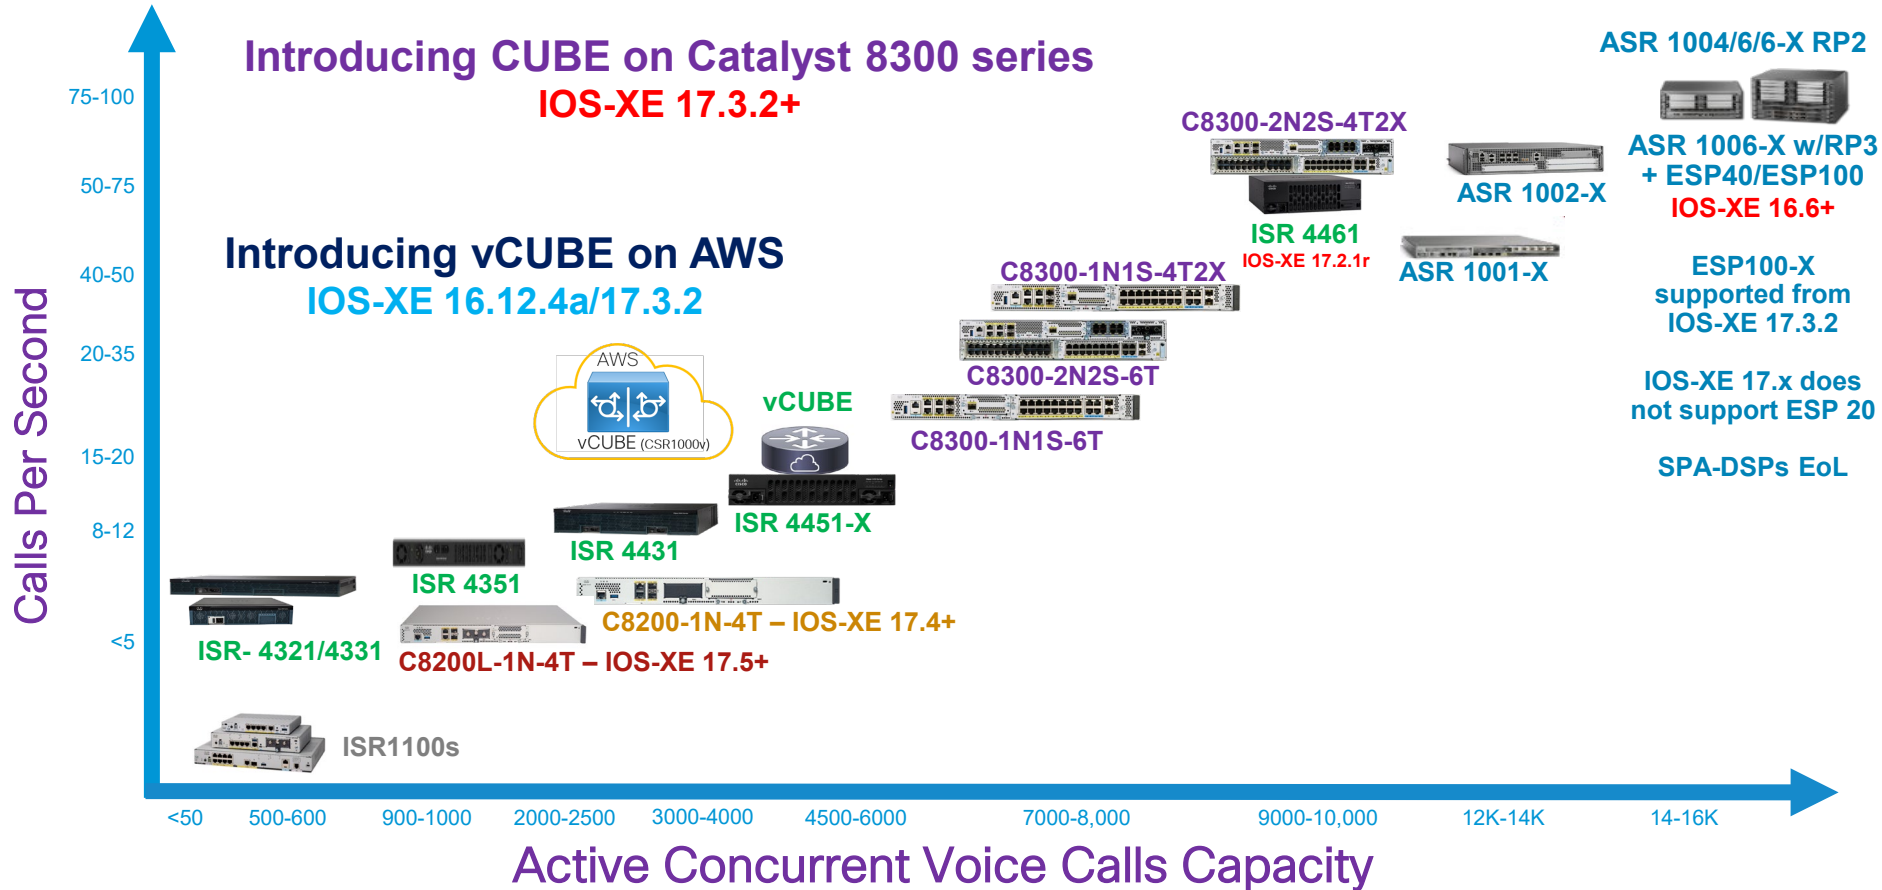 Introducing CUBE on Catalyst 8300 series
IOS-XE 17.3.2+
Introducing vCUBE on AWS
IOS-XE 16.12.4a/17.3.2
Calls Per Second
75-100
50-75
40-50
20-35
15-20
8-12
<5
AWS
vCUBE (CSR1000v)
vCUBE
ISR 4451-X
ISR 4431
ISR 4351
ISR- 4321/4331
C8200-1N-4T – IOS-XE 17.4+
C8200L-1N-4T – IOS-XE 17.5+
ISR1100s
C8300-2N2S-4T2X
ISR 4461
IOS-XE 17.2.1r
C8300-1N1S-4T2X
C8300-2N2S-6T
C8300-1N1S-6T
ASR 1002-X
ASR 1001-X
ASR 1004/6/6-X RP2
ASR 1006-X w/RP3
+ ESP40/ESP100
IOS-XE 16.6+
ESP100-X
supported from
IOS-XE 17.3.2
IOS-XE 17.x does
not support ESP 20
SPA-DSPs EoL
<50
500-600
900-1000
2000-2500
3000-4000
4500-6000
7000-8,000
9000-10,000
12K-14K
14-16K
Active Concurrent Voice Calls Capacity